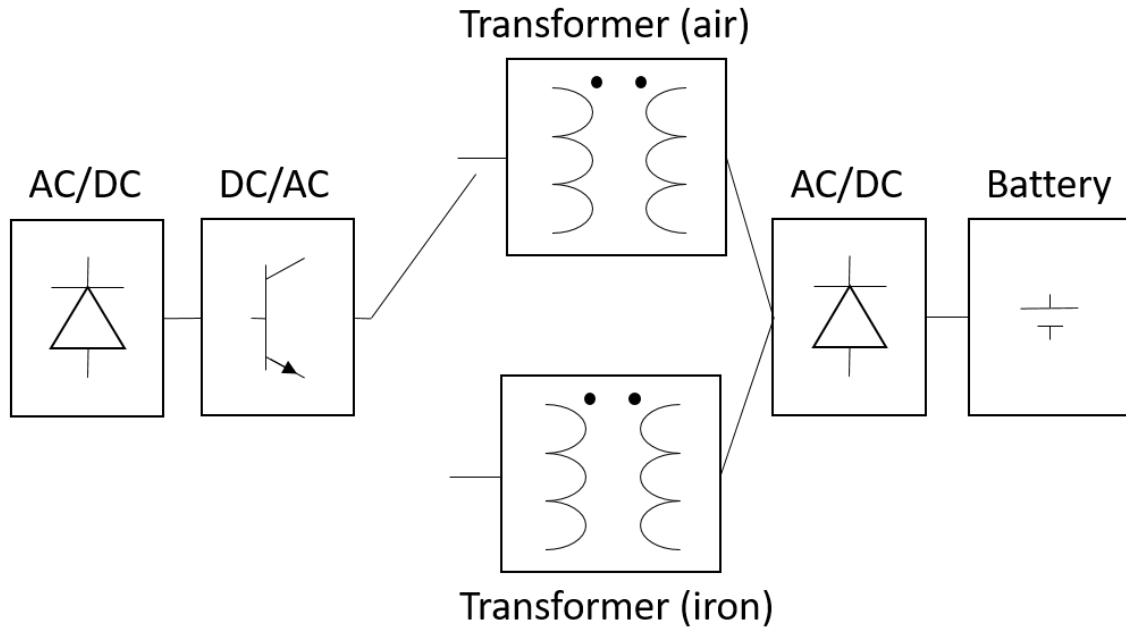 Transformer (air)
AC/DC
DC/AC
AC/DC
Battery
Transformer (iron)